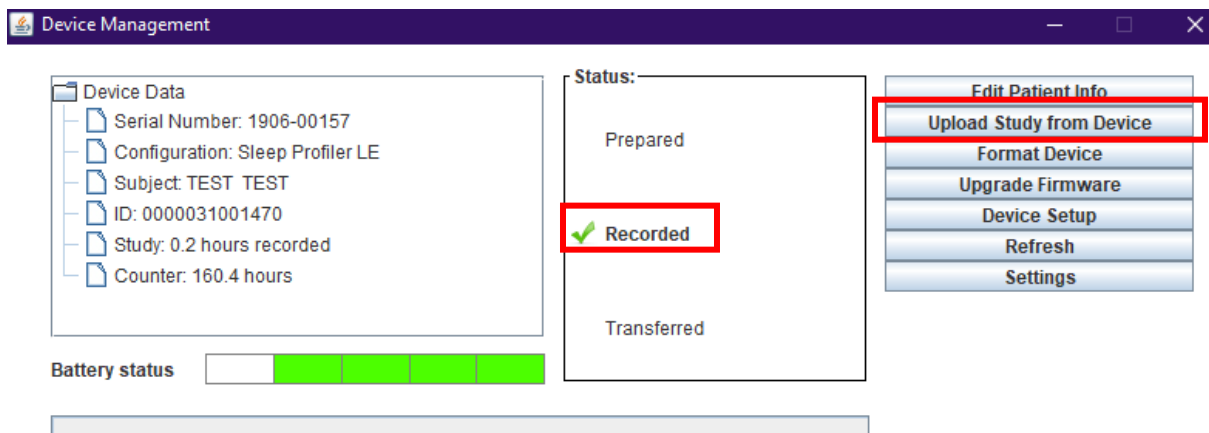 Device Management
Device Data
Serial Number: 1906-00157
Configuration: Sleep Profiler LE
Subject: TEST TEST
ID: 0000031001470
Study: 0.2 hours recorded
Counter: 160.4 hours
Battery status
Status:
Prepared
Recorded
Transferred
Edit Patient Info
Upload Study from Device
Format Device
Upgrade Firmware
Device Setup
Refresh
Settings